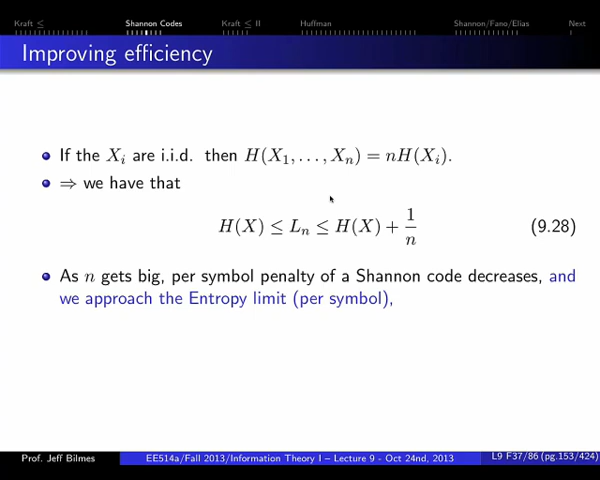 Kraft ≤ Shannon Codes Kraft ≤ II Huffman Shannon/Fano/Elias Next
Improving efficiency
If the X_i are i.i.d. then H(X_1, . . . , X_n) = nH(X_i).
⇒ we have that
H(X) ≤ L_n ≤ H(X) + 1/n (9.28)
As n gets big, per symbol penalty of a Shannon code decreases, and
we approach the Entropy limit (per symbol),
Prof. Jeff Bilmes EE514a/Fall 2013/Information Theory I – Lecture 9 - Oct 24nd, 2013 L9 F37/86 (pg.153/424)